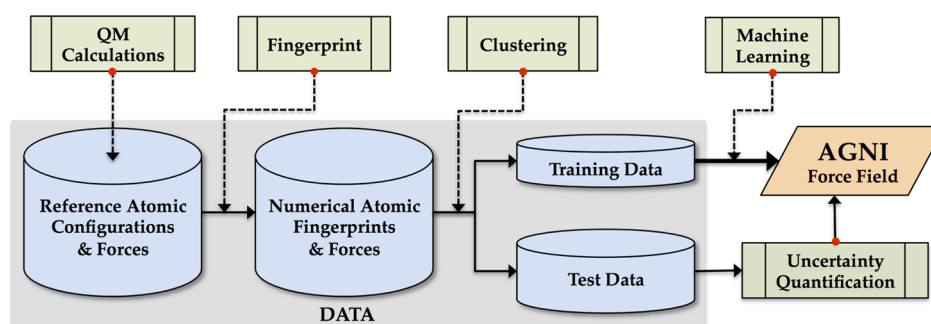 QM
Calculations
Fingerprint
Clustering
Machine
Learning
Reference Atomic
Configurations
& Forces
Numerical Atomic
Fingerprints
& Forces
Training Data
Test Data
AGNI
Force Field
Uncertainty
Quantification
DATA